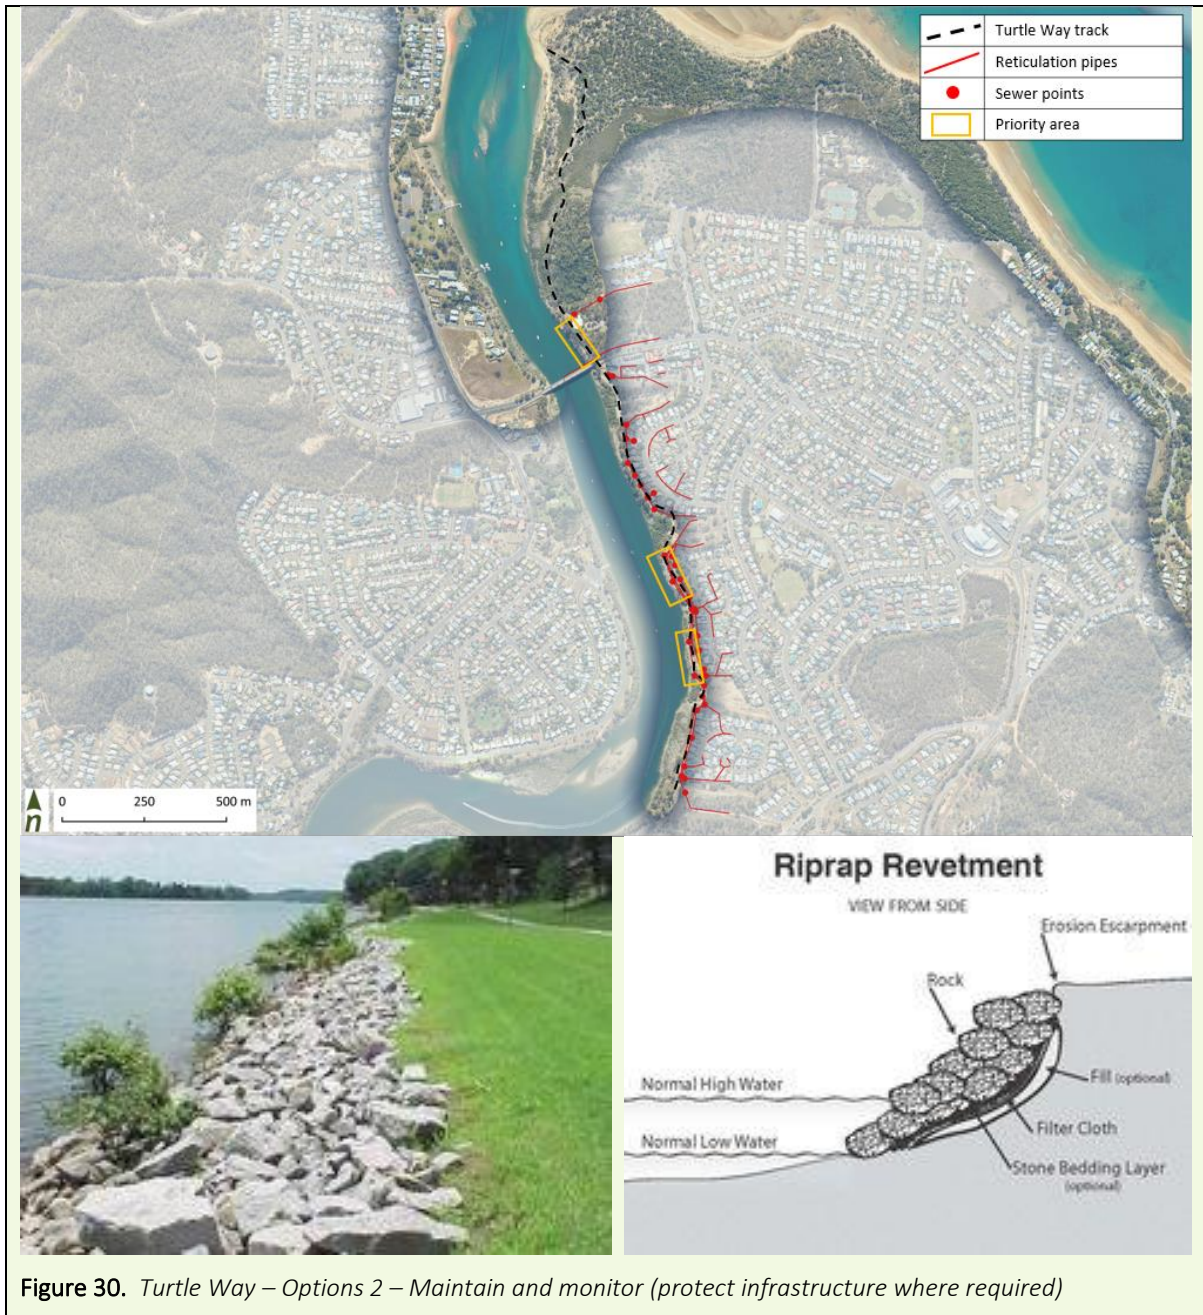 Turtle Way track
Reticulation pipes
Sewer points
Priority area
n
0 250 500 m
Riprap Revetment
VIEW FROM SIDE
Erosion Escarpment
Rock
Normal High Water
Fill (optional)
Filter Cloth
Normal Low Water
Stone Bedding Layer
(optional)
Figure 30. Turtle Way – Options 2 – Maintain and monitor (protect infrastructure where required)